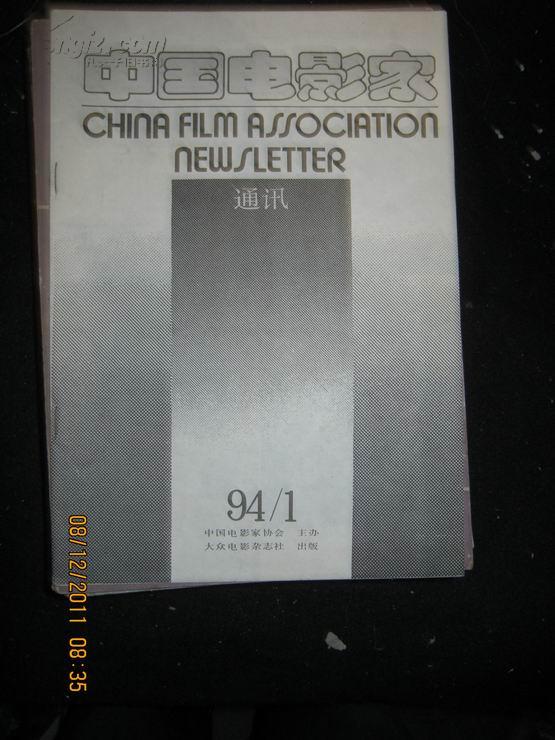 中国电影家
CHINA FILM ASSOCIATION
NEWSLETTER
通讯
94/1
中国电影家协会 主办
大众电影杂志社 出版
08/12/2011 08:35